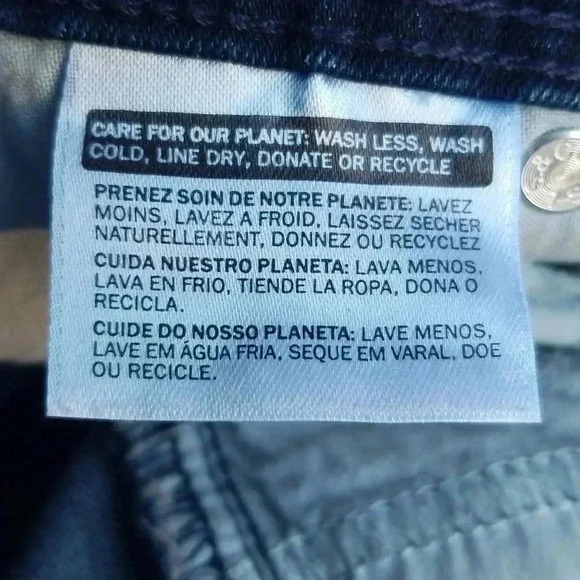 CARE FOR OUR PLANET: WASH LESS, WASH
COLD, LINE DRY, DONATE OR RECYCLE
PRENEZ SOIN DE NOTRE PLANETE: LAVEZ
MOINS, LAVEZ A FROID, LAISSEZ SECHER
NATURELLEMENT, DONNEZ OU RECYCLEZ
CUIDA NUESTRO PLANETA: LAVA MENOS,
LAVA EN FRIO, TIENDE LA ROPA, DONA O
RECICLA.
CUIDE DO NOSSO PLANETA: LAVE MENOS,
LAVE EM ÁGUA FRIA, SEQUE EM VARAL, DOE
OU RECICLE.